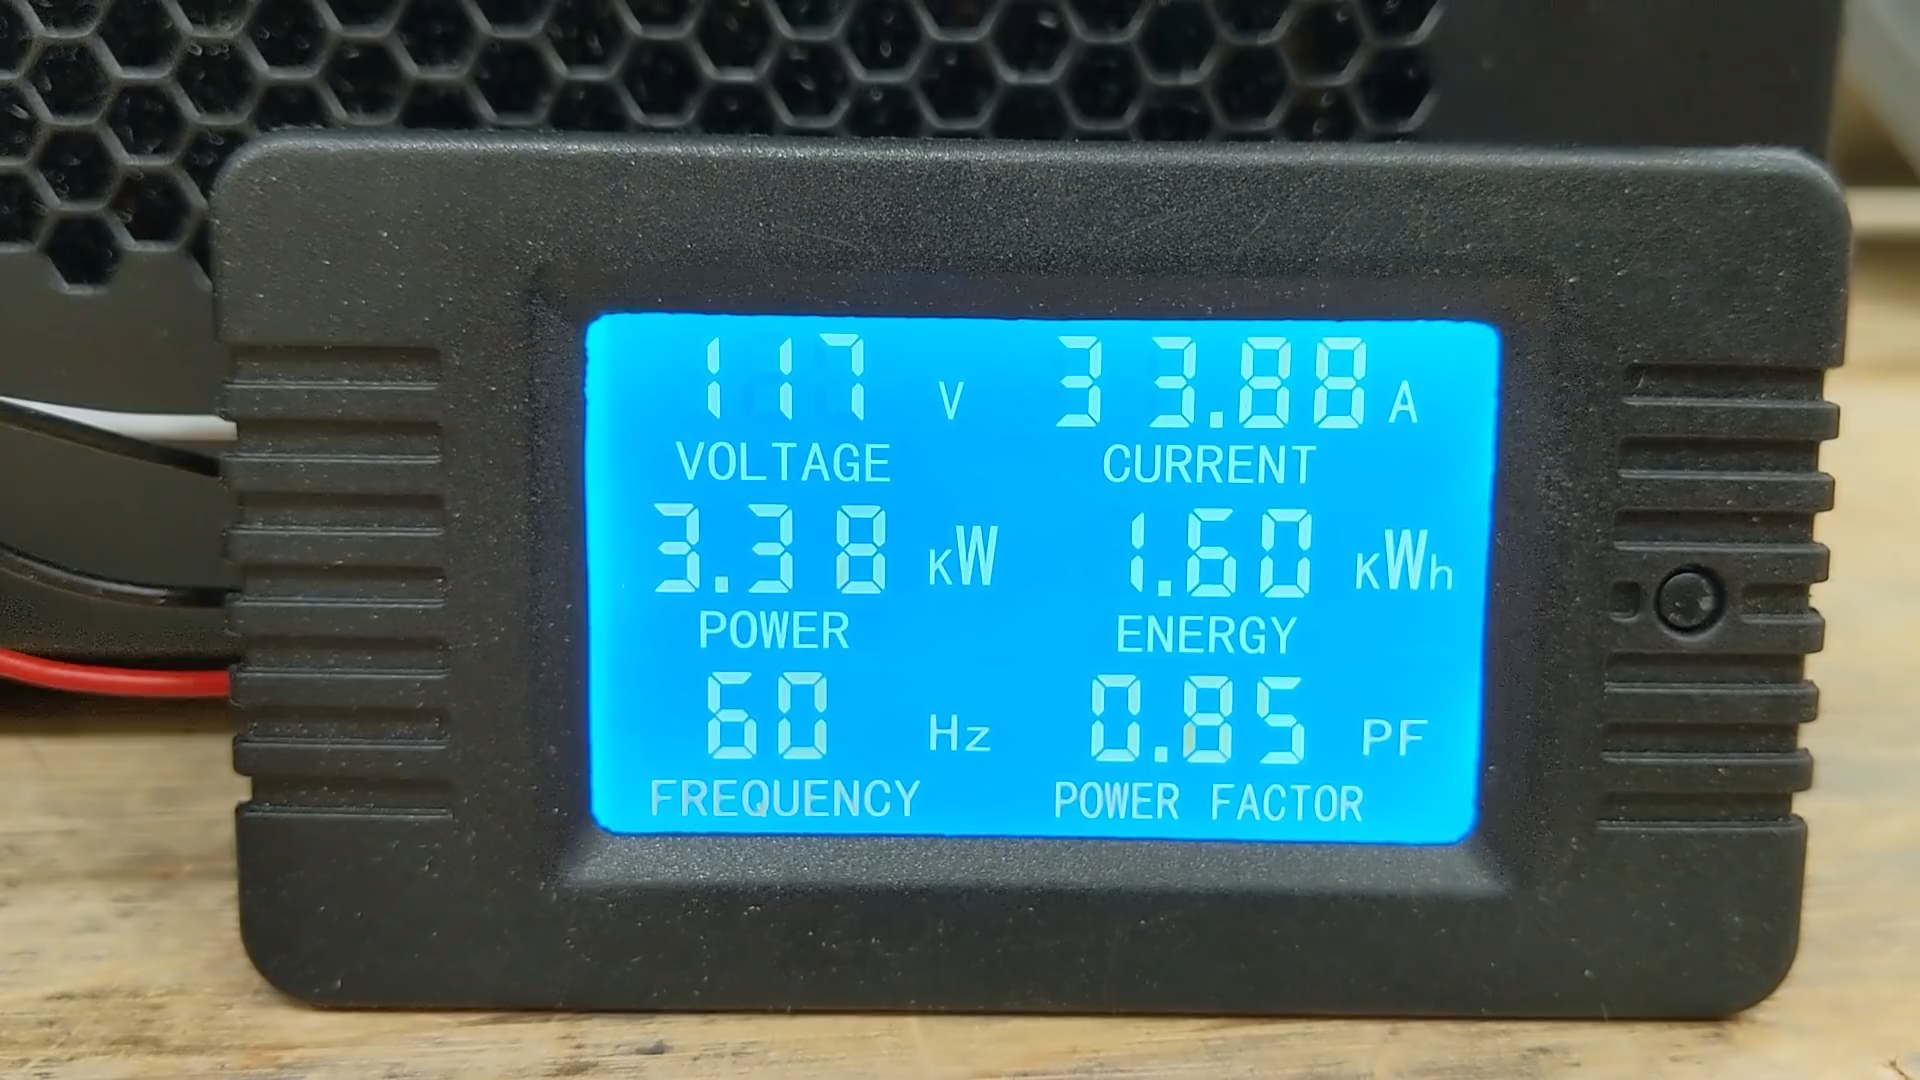 117 V 33.88 A
VOLTAGE CURRENT
3.38 KW 1.60 KWh
POWER ENERGY
60 Hz 0.85 PF
FREQUENCY POWER FACTOR